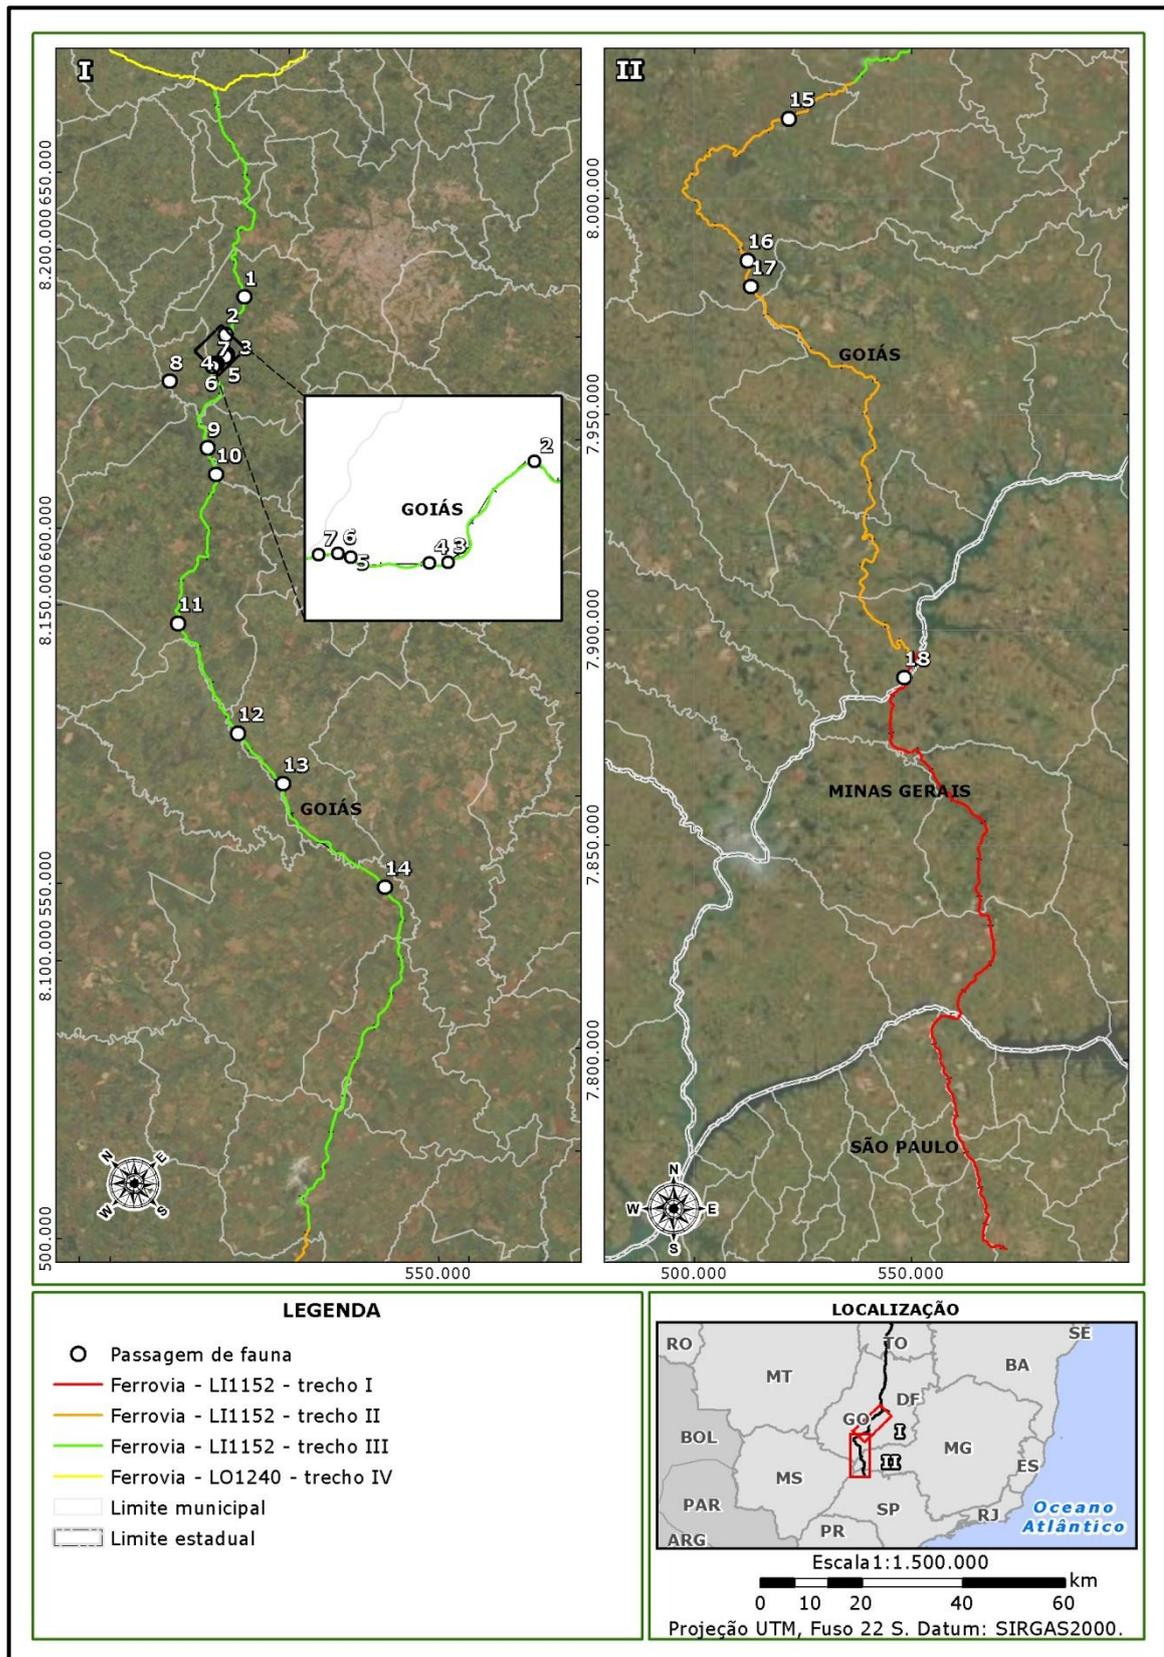 I
II
8.200.000
650.000
8.150.000
600.000
8.100.000
550.000
500.000
550.000
1
2
3
7
4
5
6
8
9
10
11
12
13
14
GOIÁS
2
GOIÁS
7
6
5
4
3
N
E
W
S
8.000.000
7.950.000
7.900.000
7.850.000
7.800.000
500.000
550.000
15
16
17
GOIÁS
18
MINAS GERAIS
SÃO PAULO
N
W
E
S
LEGENDA
Passagem de fauna
Ferrovia - LI1152 - trecho I
Ferrovia - LI1152 - trecho II
Ferrovia - LI1152 - trecho III
Ferrovia - LO1240 - trecho IV
Limite municipal
Limite estadual
LOCALIZAÇÃO
RO
TO
SE
MT
BA
DF
GO
I
BOL
MG
II
ES
MS
PAR
SP
RJ
Oceano
Atlântico
PR
ARG
Escala1:1.500.000
km
0 10 20 40 60
Projeção UTM, Fuso 22 S. Datum: SIRGAS2000.